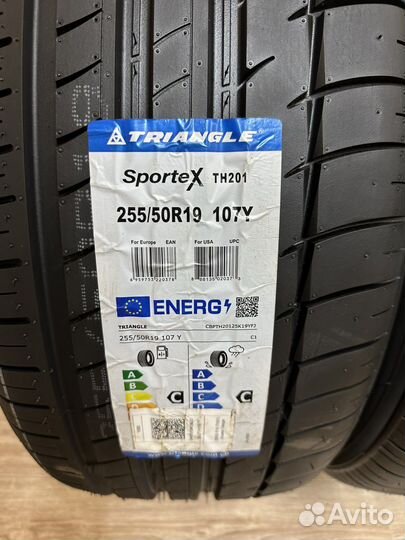 TRIANGLE
SporteX TH201
255/50R19 107Y
For Europe EAN For USA UPC
ENERG
TRIANGLE CBPTH20125K19YF2
255/50R19 107 Y C1
A A
B B
C C
Avito